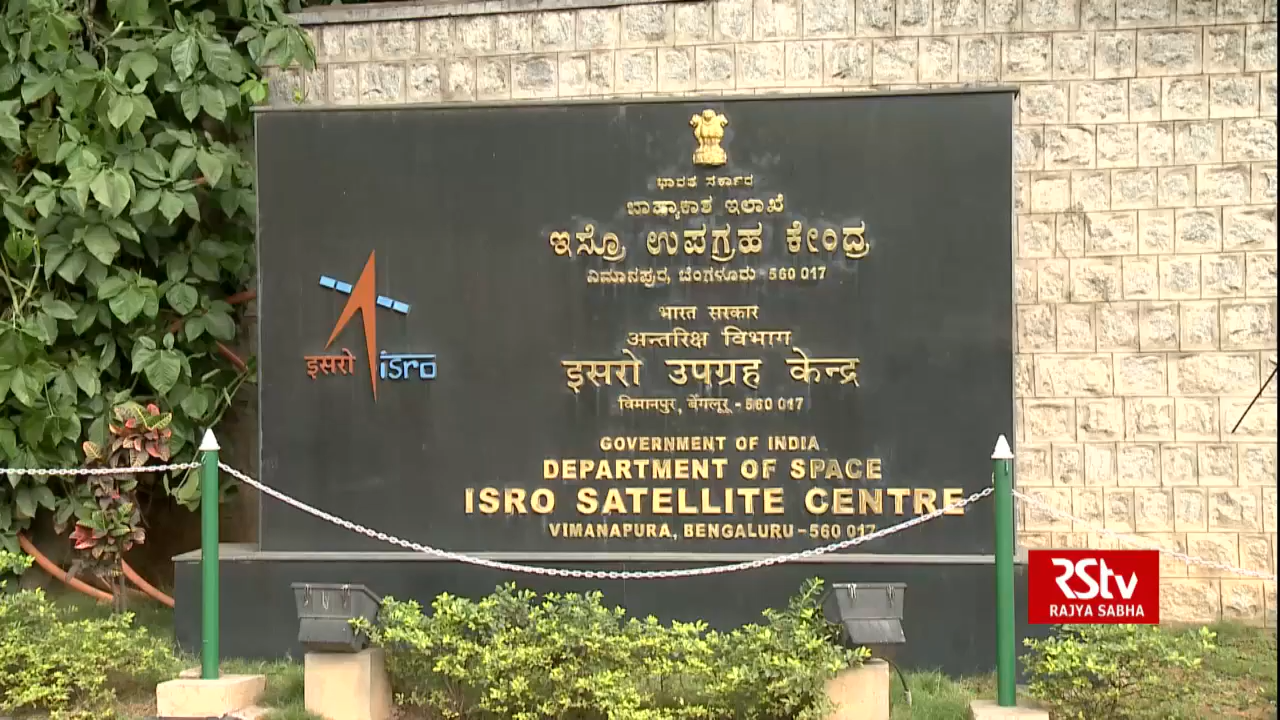 ಭಾರತ ಸರ್ಕಾರ
ಬಾಹ್ಯಾಕಾಶ ಇಲಾಖೆ
ಇಸ್ರೊ ಉಪಗ್ರಹ ಕೇಂದ್ರ
ವಿಮಾನಪುರ, ಬೆಂಗಳೂರು - 560 017
भारत सरकार
अन्तरिक्ष विभाग
इसरो उपग्रह केन्द्र
विमानपुर, बेंगलूर - 560 017
इसरो isro
GOVERNMENT OF INDIA
DEPARTMENT OF SPACE
ISRO SATELLITE CENTRE
VIMANAPURA, BENGALURU - 560 017
RStv
RAJYA SABHA